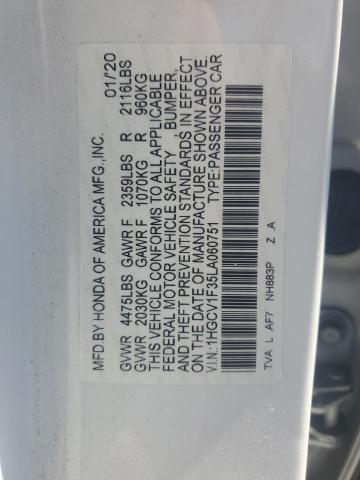 MFD.BY HONDA OF AMERICA MFG.,INC. 01/20
GVWR 4475LBS GAWR F 2359LBS R 2116LBS
GVWR 2030KG GAWR F 1070KG R 960KG
THIS VEHICLE CONFORMS TO ALL APPLICABLE
FEDERAL MOTOR VEHICLE SAFETY, BUMPER,
AND THEFT PREVENTION STANDARDS IN EFFECT
ON THE DATE OF MANUFACTURE SHOWN ABOVE.
V.I.N.:1HGCV1F35LA060751 TYPE:PASSENGER CAR
TVA L AF7 NH883P Z .A